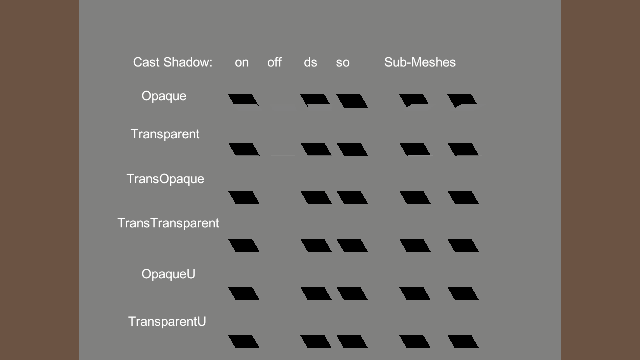 Cast Shadow: on off ds so Sub-Meshes
Opaque
Transparent
TransOpaque
TransTransparent
OpaqueU
TransparentU